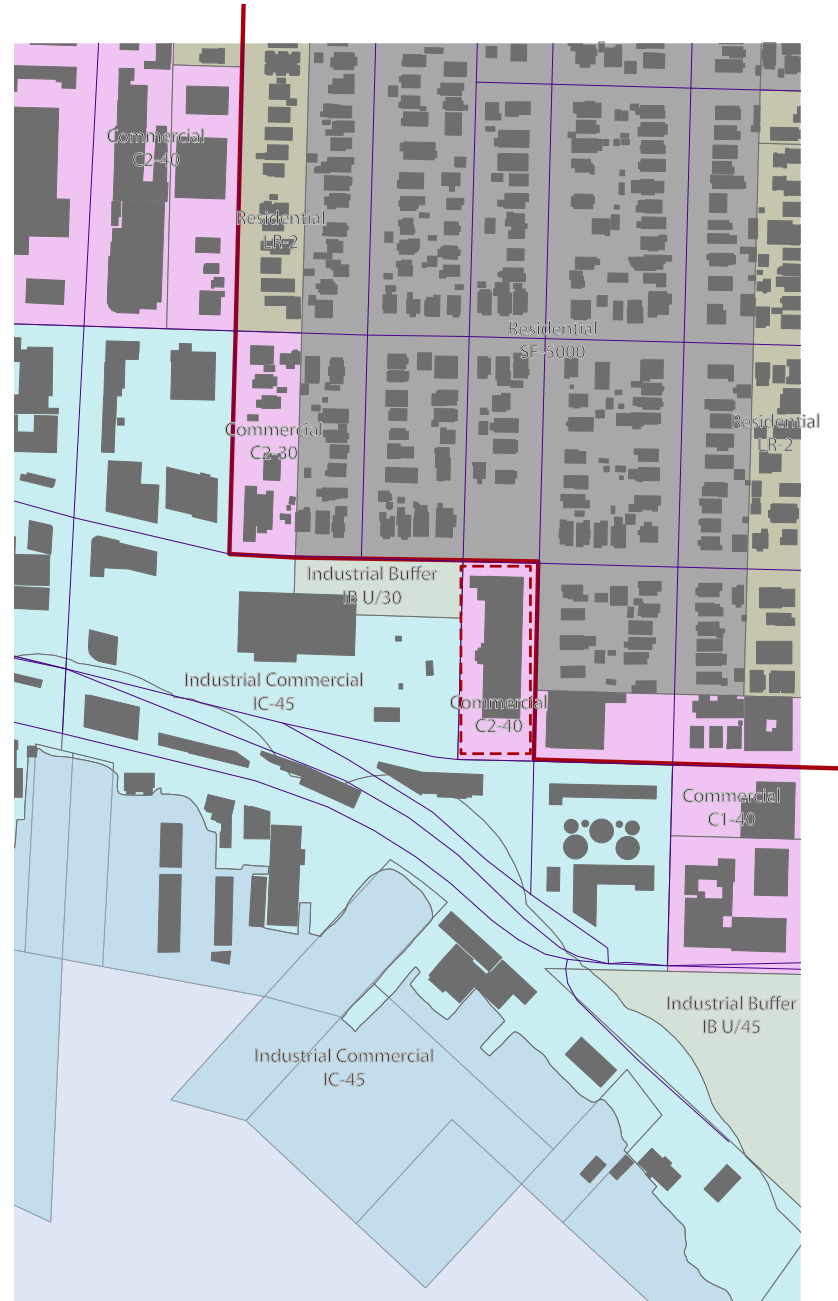 Commercial
C2-40
Residential
LR-2
Residential
SF-5000
Commercial
C2-30
Residential
LR-2
Industrial Buffer
IB U/30
Industrial Commercial
IC-45
Commercial
C2-40
Commercial
C1-40
Industrial Buffer
IB U/45
Industrial Commercial
IC-45